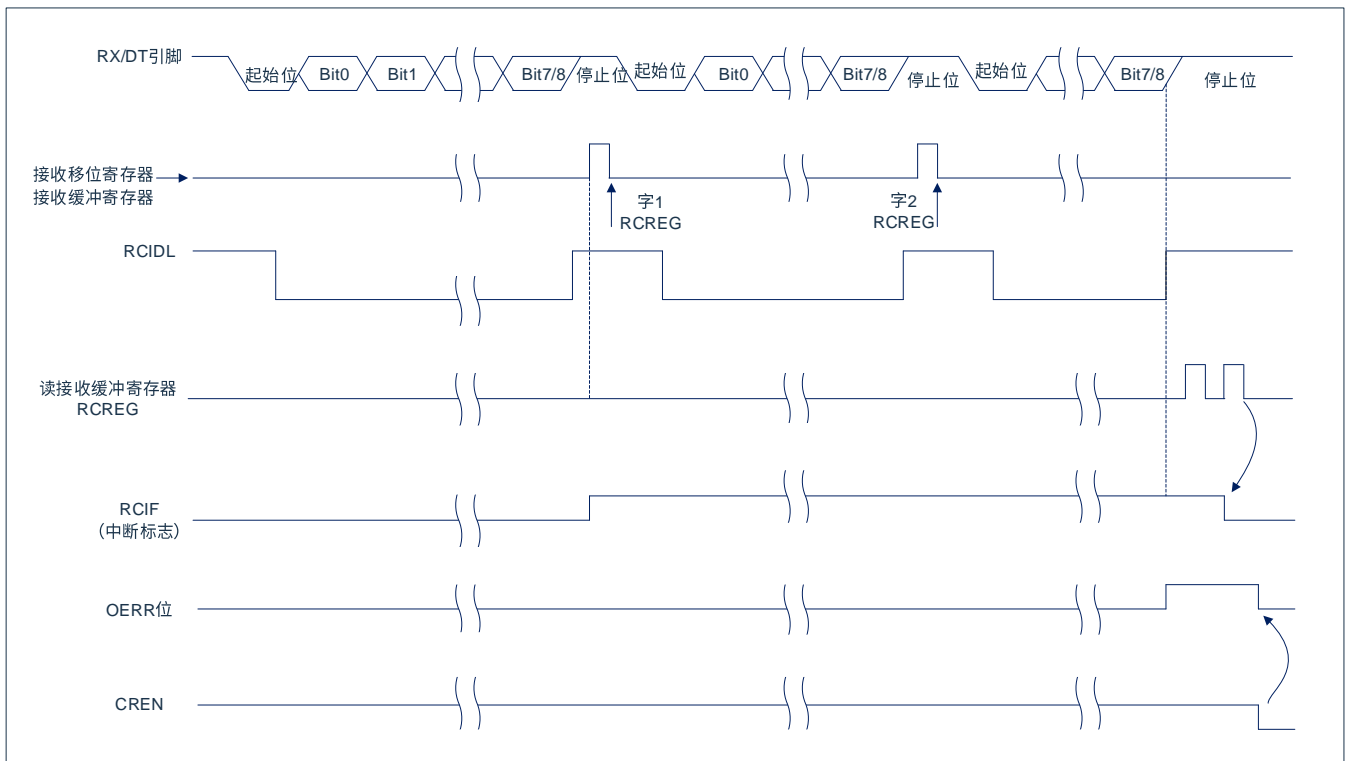 RX/DT引脚
起始位 Bit0 Bit1 Bit7/8 停止位 起始位 Bit0 Bit7/8 停止位 起始位 Bit7/8 停止位
接收移位寄存器
接收缓冲寄存器
字1
RCREG
字2
RCREG
RCIDL
读接收缓冲寄存器
RCREG
RCIF
(中断标志)
OERR位
CREN